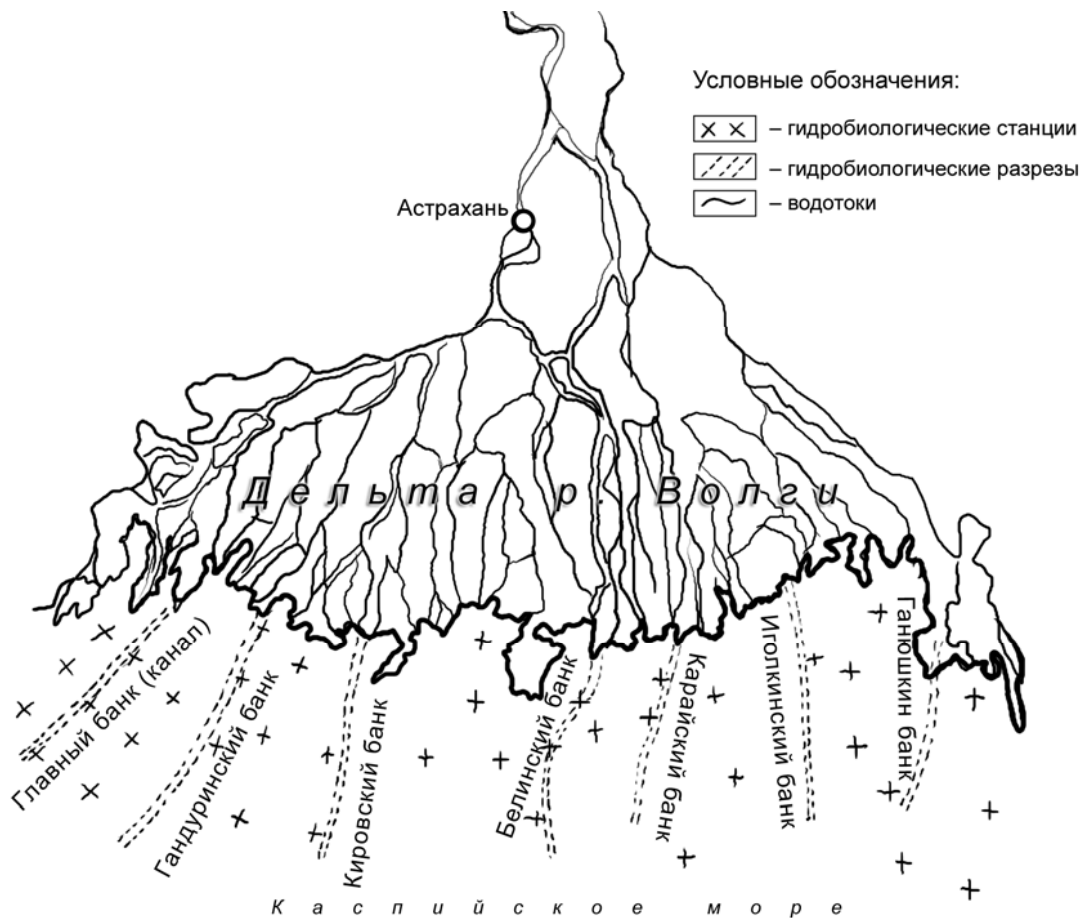 Условные обозначения:
– гидробиологические станции
– гидробиологические разрезы
– водотоки
Астрахань
Дельта р. Волги
Главный банк (канал)
Гандуринский банк
Кировский банк
Белинский банк
Карайский банк
Иголкинский банк
Ганюшкин банк
Каспийское море